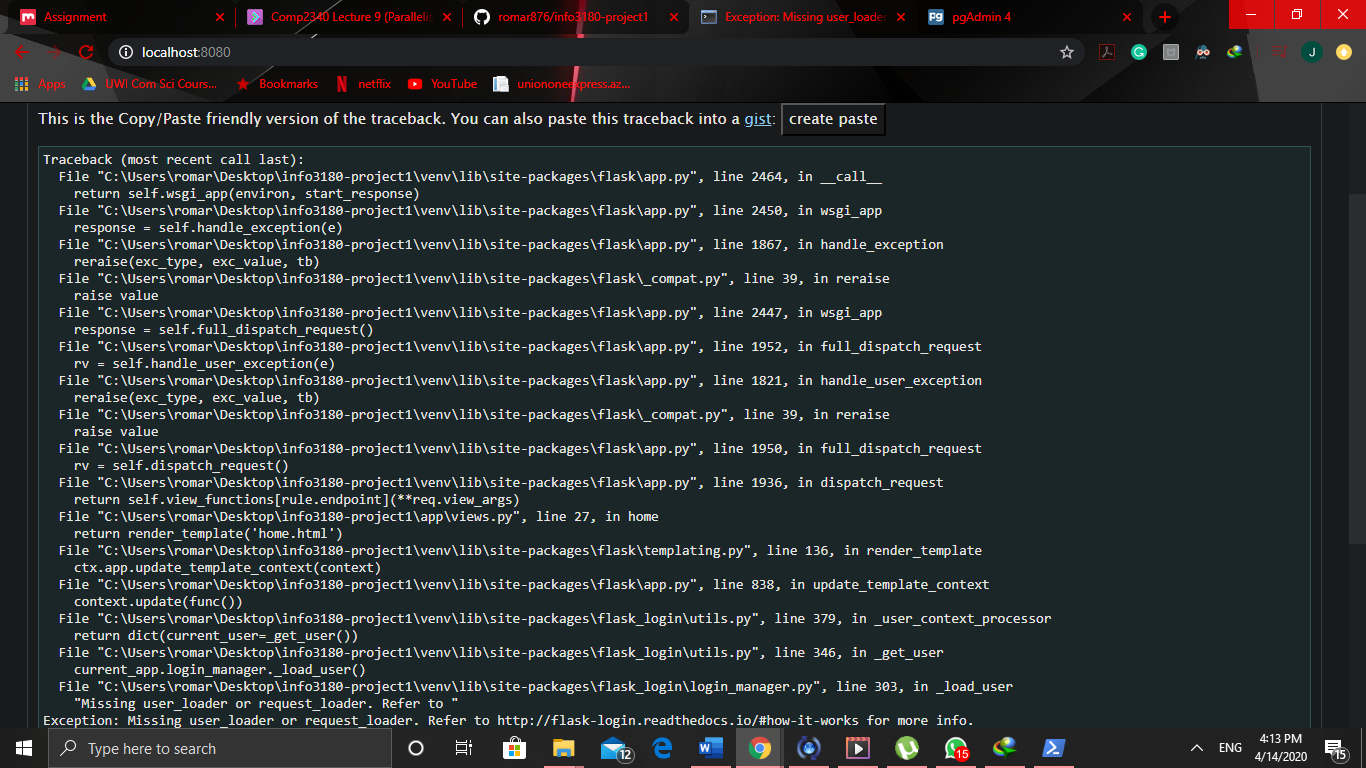 Assignment
Comp2340 Lecture 9 (Parallelis
romar876/info3180-project1
Exception: Missing user_loader
pgAdmin 4
localhost:8080
Apps
UWI Com Sci Cours...
Bookmarks
netflix
YouTube
uniononeexpress.az...
This is the Copy/Paste friendly version of the traceback. You can also paste this traceback into a gist: create paste
Traceback (most recent call last):
File "C:\Users\romar\Desktop\info3180-project1\venv\lib\site-packages\flask\app.py", line 2464, in __call__
return self.wsgi_app(environ, start_response)
File "C:\Users\romar\Desktop\info3180-project1\venv\lib\site-packages\flask\app.py", line 2450, in wsgi_app
response = self.handle_exception(e)
File "C:\Users\romar\Desktop\info3180-project1\venv\lib\site-packages\flask\app.py", line 1867, in handle_exception
reraise(exc_type, exc_value, tb)
File "C:\Users\romar\Desktop\info3180-project1\venv\lib\site-packages\flask\_compat.py", line 39, in reraise
raise value
File "C:\Users\romar\Desktop\info3180-project1\venv\lib\site-packages\flask\app.py", line 2447, in wsgi_app
response = self.full_dispatch_request()
File "C:\Users\romar\Desktop\info3180-project1\venv\lib\site-packages\flask\app.py", line 1952, in full_dispatch_request
rv = self.handle_user_exception(e)
File "C:\Users\romar\Desktop\info3180-project1\venv\lib\site-packages\flask\app.py", line 1821, in handle_user_exception
reraise(exc_type, exc_value, tb)
File "C:\Users\romar\Desktop\info3180-project1\venv\lib\site-packages\flask\_compat.py", line 39, in reraise
raise value
File "C:\Users\romar\Desktop\info3180-project1\venv\lib\site-packages\flask\app.py", line 1950, in full_dispatch_request
rv = self.dispatch_request()
File "C:\Users\romar\Desktop\info3180-project1\venv\lib\site-packages\flask\app.py", line 1936, in dispatch_request
return self.view_functions[rule.endpoint](**req.view_args)
File "C:\Users\romar\Desktop\info3180-project1\app\views.py", line 27, in home
return render_template('home.html')
File "C:\Users\romar\Desktop\info3180-project1\venv\lib\site-packages\flask\templating.py", line 136, in render_template
ctx.app.update_template_context(context)
File "C:\Users\romar\Desktop\info3180-project1\venv\lib\site-packages\flask\app.py", line 838, in update_template_context
context.update(func())
File "C:\Users\romar\Desktop\info3180-project1\venv\lib\site-packages\flask_login\utils.py", line 379, in _user_context_processor
return dict(current_user=_get_user())
File "C:\Users\romar\Desktop\info3180-project1\venv\lib\site-packages\flask_login\utils.py", line 346, in _get_user
current_app.login_manager._load_user()
File "C:\Users\romar\Desktop\info3180-project1\venv\lib\site-packages\flask_login\login_manager.py", line 303, in _load_user
"Missing user_loader or request_loader. Refer to "
Exception: Missing user_loader or request_loader. Refer to http://flask-login.readthedocs.io/#how-it-works for more info.
Type here to search
12
15
ENG
4:13 PM
4/14/2020
15